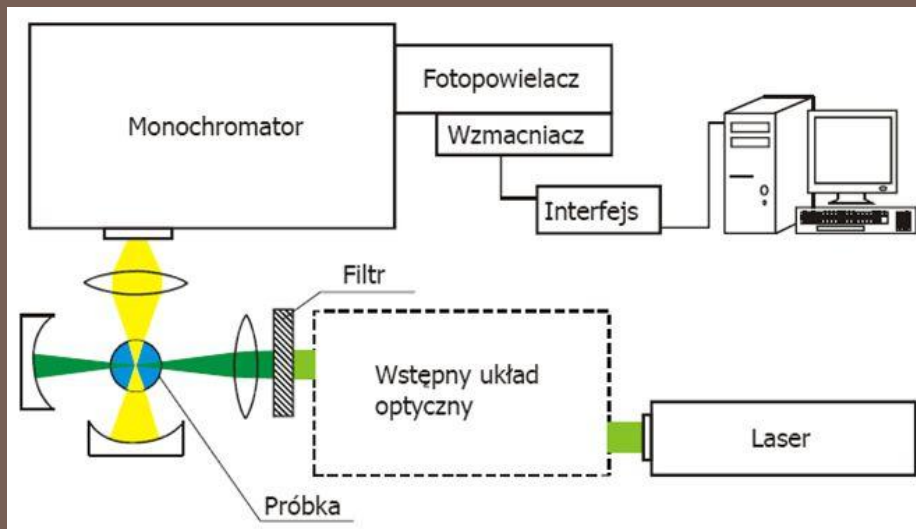 Monochromator
Fotopowielacz
Wzmacniacz
Interfejs
Filtr
Wstępny układ
optyczny
Laser
Próbka